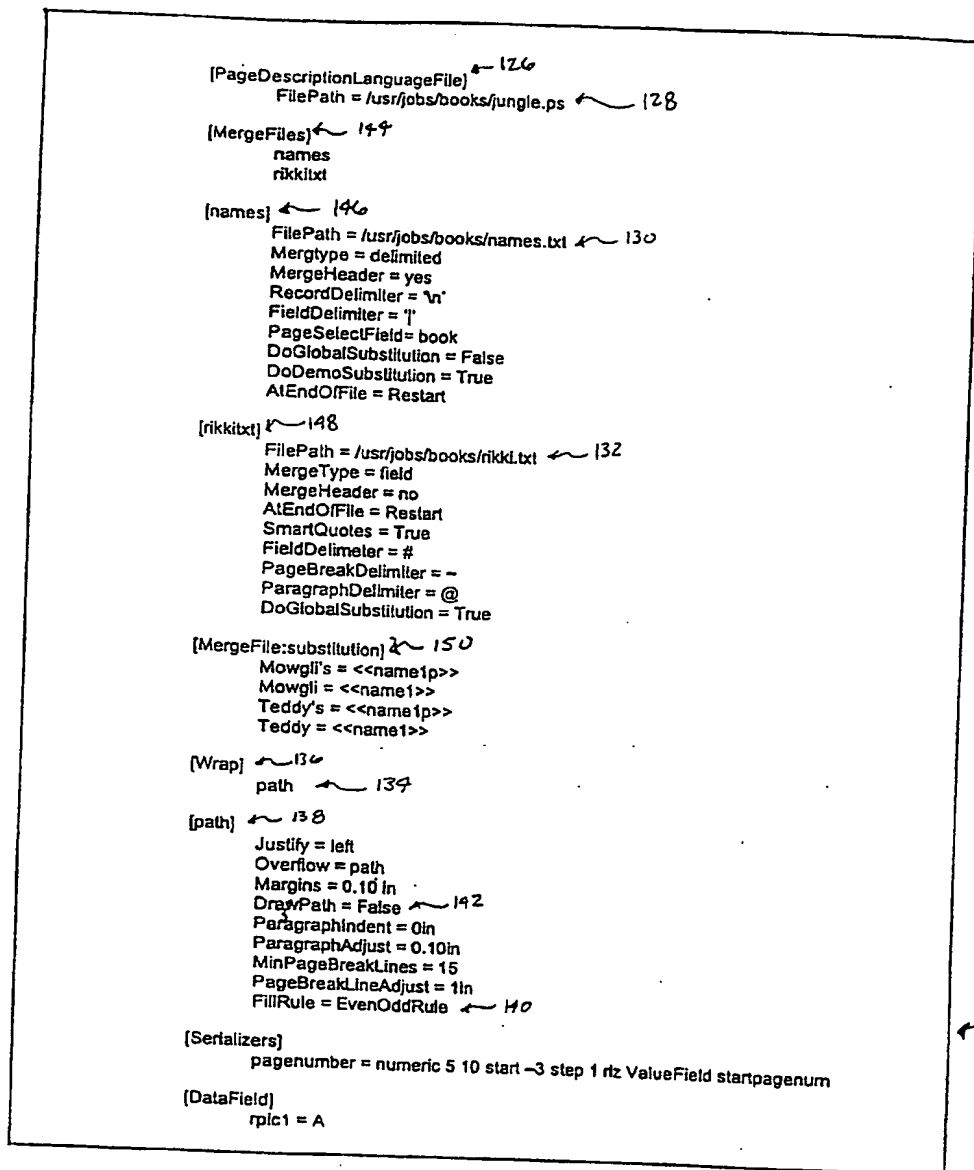 [PageDescriptionLanguageFile] 126
FilePath = /usr/jobs/books/jungle.ps 128
[MergeFiles] 144
names
rikkitxt
[names] 146
FilePath = /usr/jobs/books/names.txt 130
Mergtype = delimited
MergeHeader = yes
RecordDelimiter = '\n'
FieldDelimiter = '|'
PageSelectField= book
DoGlobalSubstitution = False
DoDemoSubstitution = True
AtEndOfFile = Restart
[rikkitxt] 148
FilePath = /usr/jobs/books/rikki.txt 132
MergeType = field
MergeHeader = no
AtEndOfFile = Restart
SmartQuotes = True
FieldDelimeter = #
PageBreakDelimiter = ~
ParagraphDelimiter = @
DoGlobalSubstitution = True
[MergeFile:substitution] 150
Mowgli's = <<name1p>>
Mowgli = <<name1>>
Teddy's = <<name1p>>
Teddy = <<name1>>
[Wrap] 136
path 134
[path] 138
Justify = left
Overflow = path
Margins = 0.10 in
DrawPath = False 142
ParagraphIndent = 0in
ParagraphAdjust = 0.10in
MinPageBreakLines = 15
PageBreakLineAdjust = 1in
FillRule = EvenOddRule 140
[Serializers]
pagenumber = numeric 5 10 start –3 step 1 rlz ValueField startpagenum
[DataField]
rpic1 = A